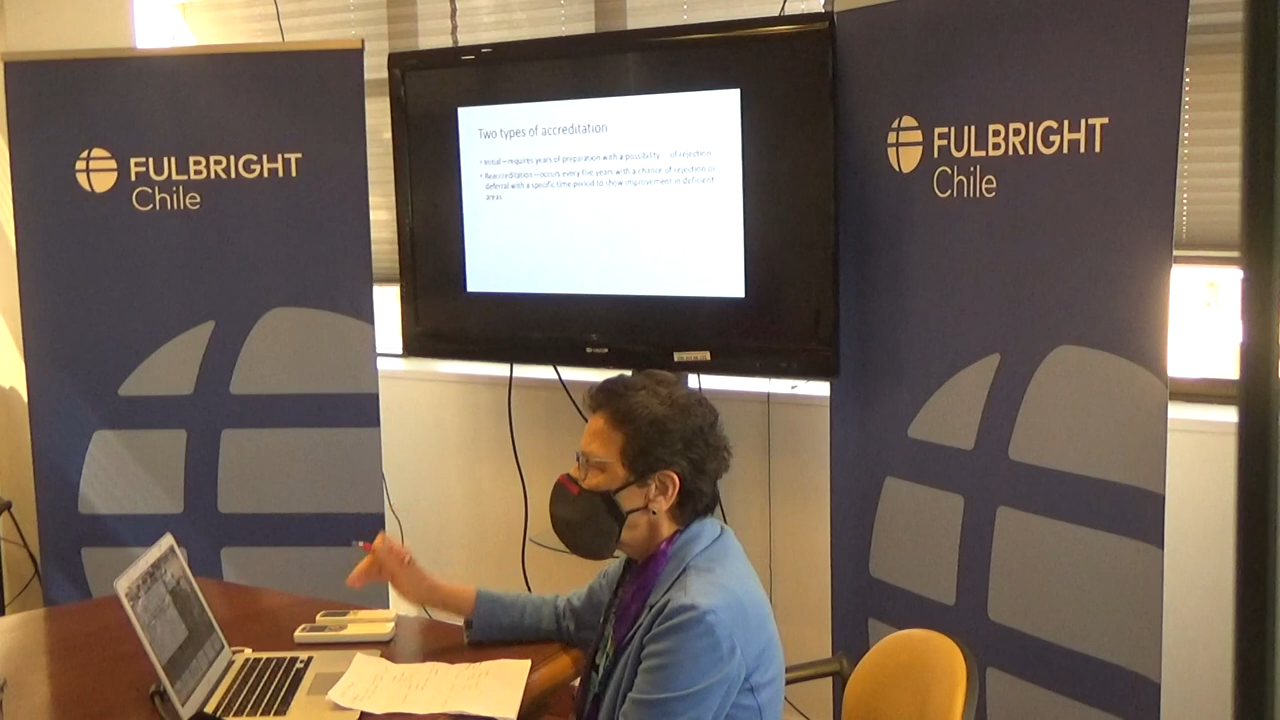 FULBRIGHT
Chile
Two types of accreditation
• Initial—requires years of preparation with a possibility of rejection
• Reaccreditation—occurs every five years with a chance of rejection or
deferral with a specific time period to show improvement in deficient
areas
FULBRIGHT
Chile